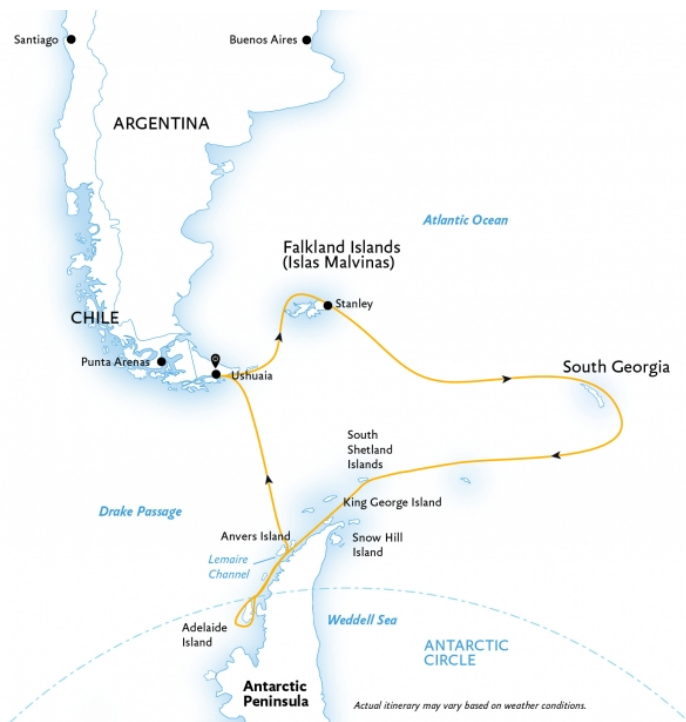 Santiago
Buenos Aires
ARGENTINA
Atlantic Ocean
Falkland Islands
(Islas Malvinas)
Stanley
CHILE
Punta Arenas
Ushuaia
South Georgia
South
Shetland
Islands
King George Island
Drake Passage
Anvers Island
Snow Hill
Island
Lemaire
Channel
Weddell Sea
Adelaide
Island
ANTARCTIC
CIRCLE
Antarctic
Peninsula
Actual itinerary may vary based on weather conditions.